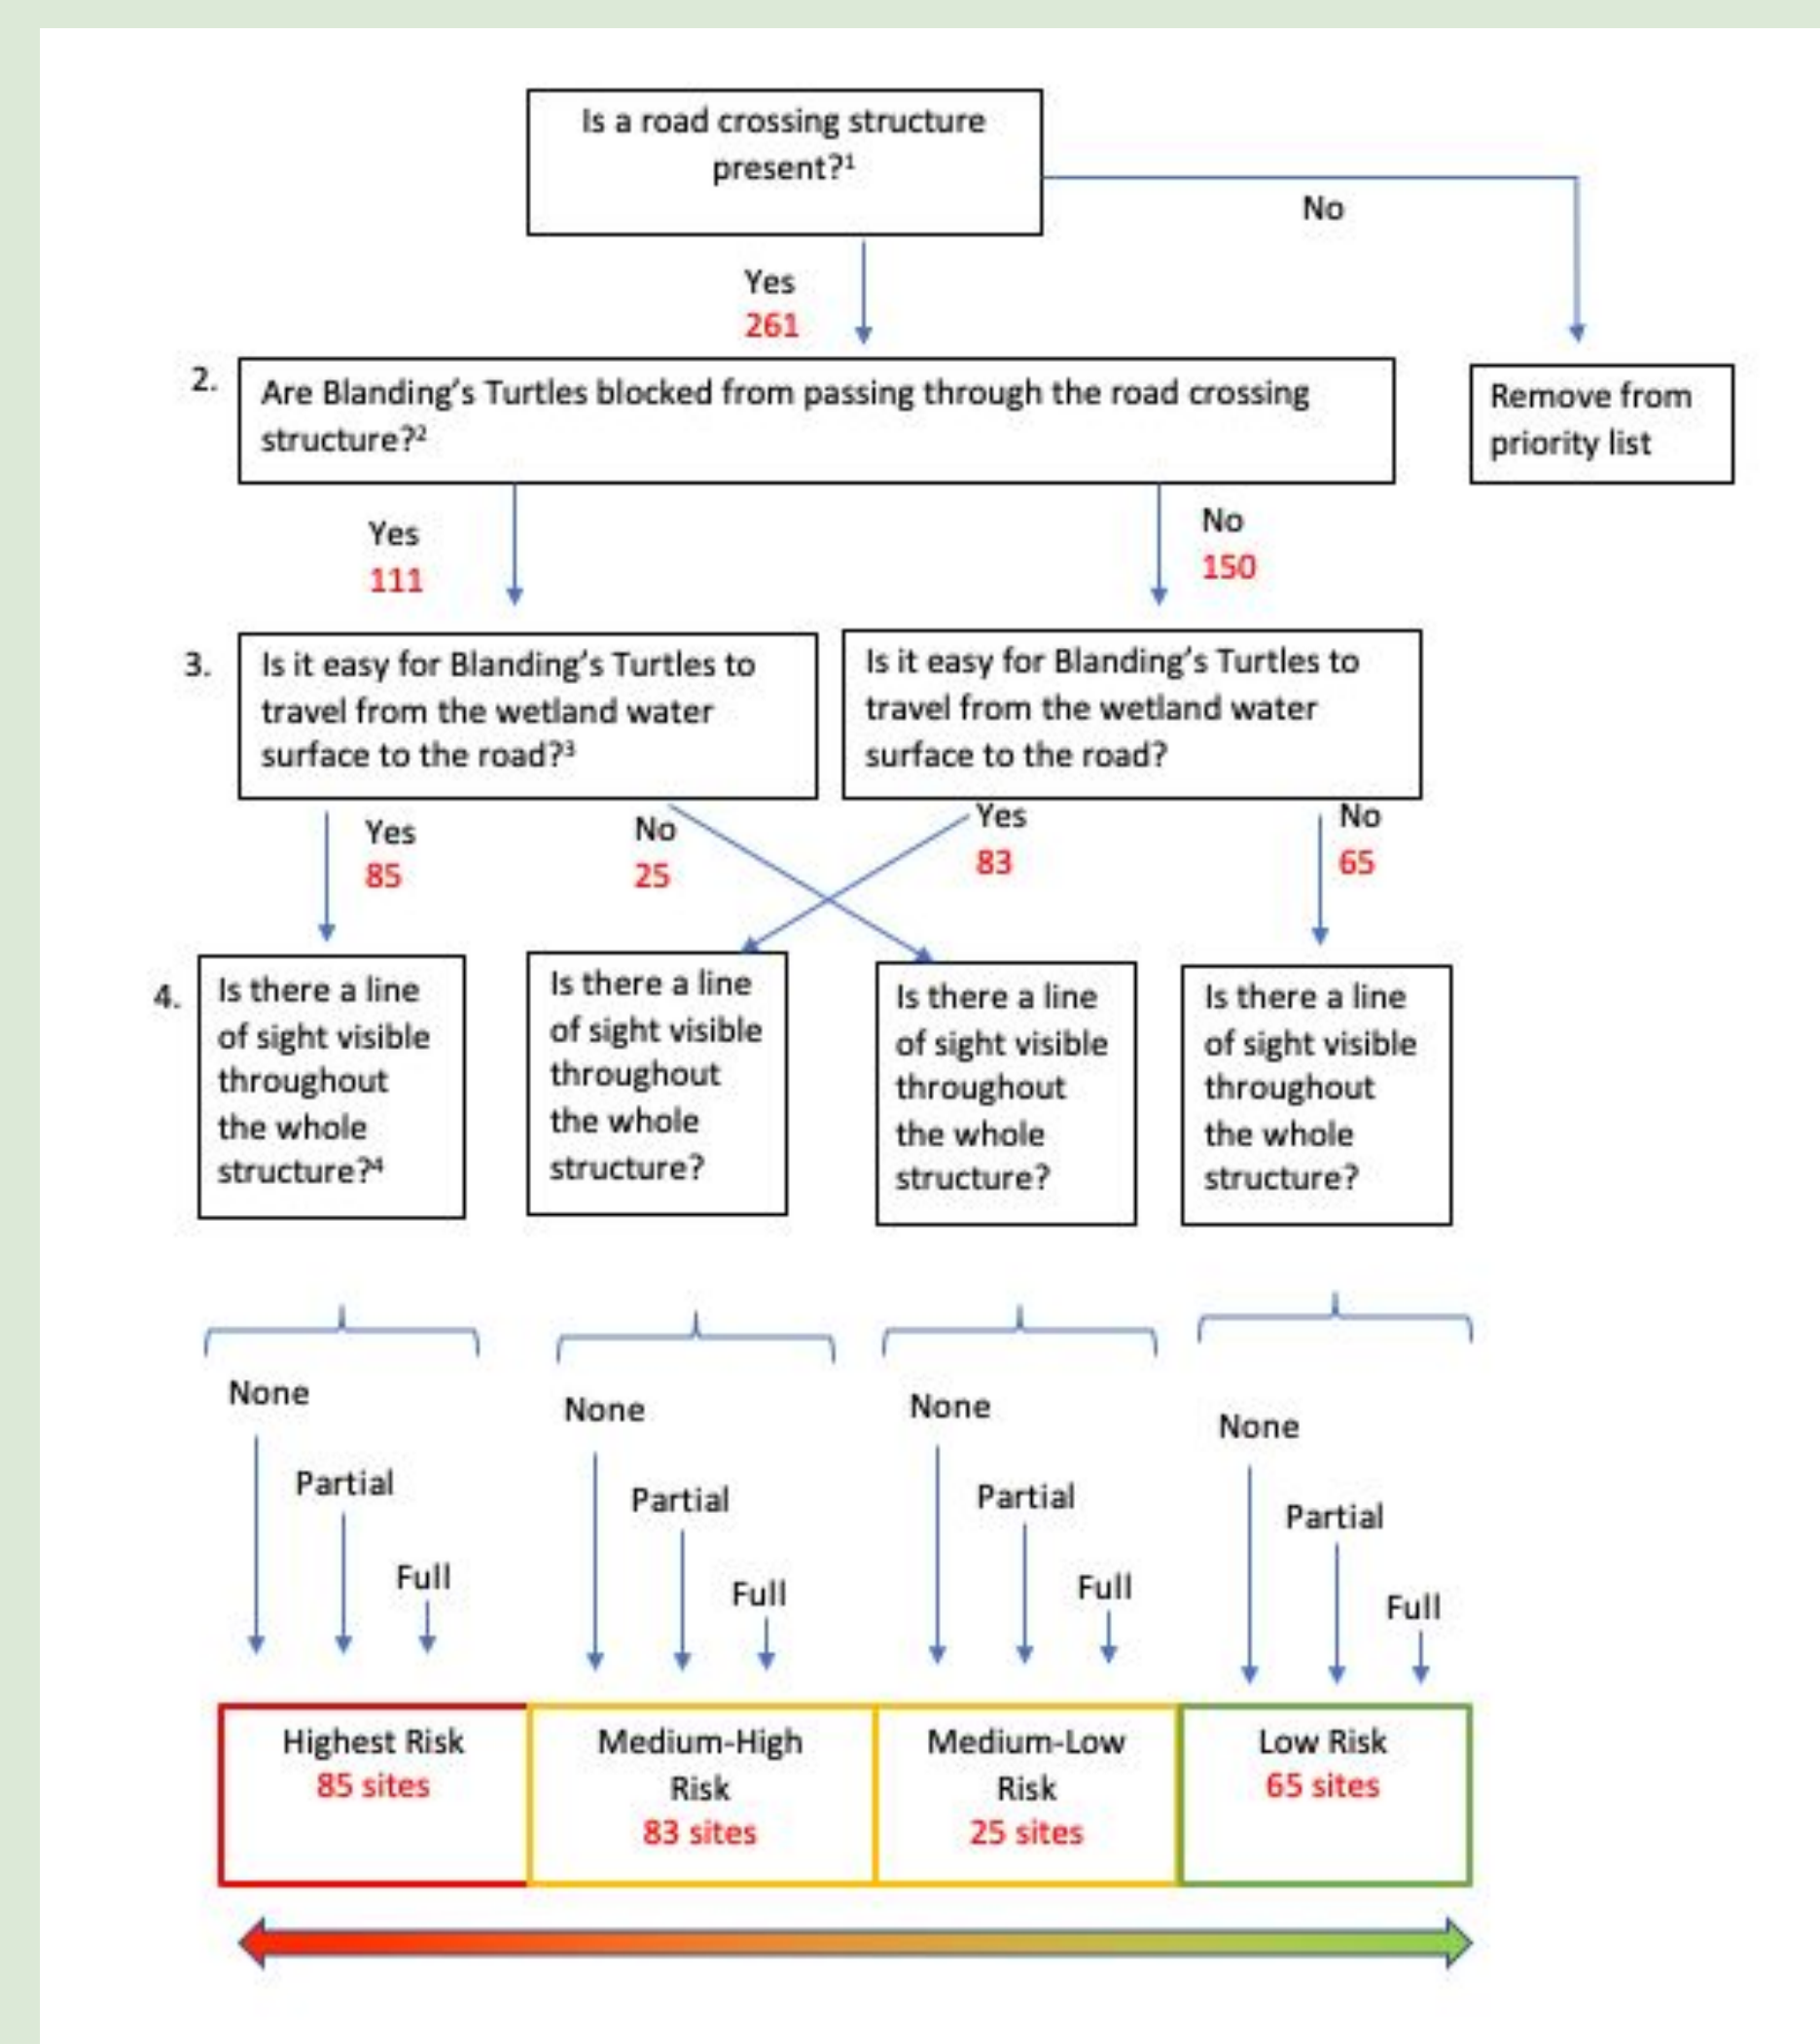 Is a road crossing structure
present?¹
No
Yes
261
2.
Are Blanding's Turtles blocked from passing through the road crossing
structure?²
Remove from
priority list
Yes
111
No
150
3.
Is it easy for Blanding's Turtles to
travel from the wetland water
surface to the road?³
Is it easy for Blanding's Turtles to
travel from the wetland water
surface to the road?
Yes
85
No
25
Yes
83
No
65
4.
Is there a line
of sight visible
throughout
the whole
structure?⁴
Is there a line
of sight visible
throughout
the whole
structure?
Is there a line
of sight visible
throughout
the whole
structure?
Is there a line
of sight visible
throughout
the whole
structure?
None
Partial
Full
None
Partial
Full
None
Partial
Full
None
Partial
Full
Highest Risk
85 sites
Medium-High
Risk
83 sites
Medium-Low
Risk
25 sites
Low Risk
65 sites